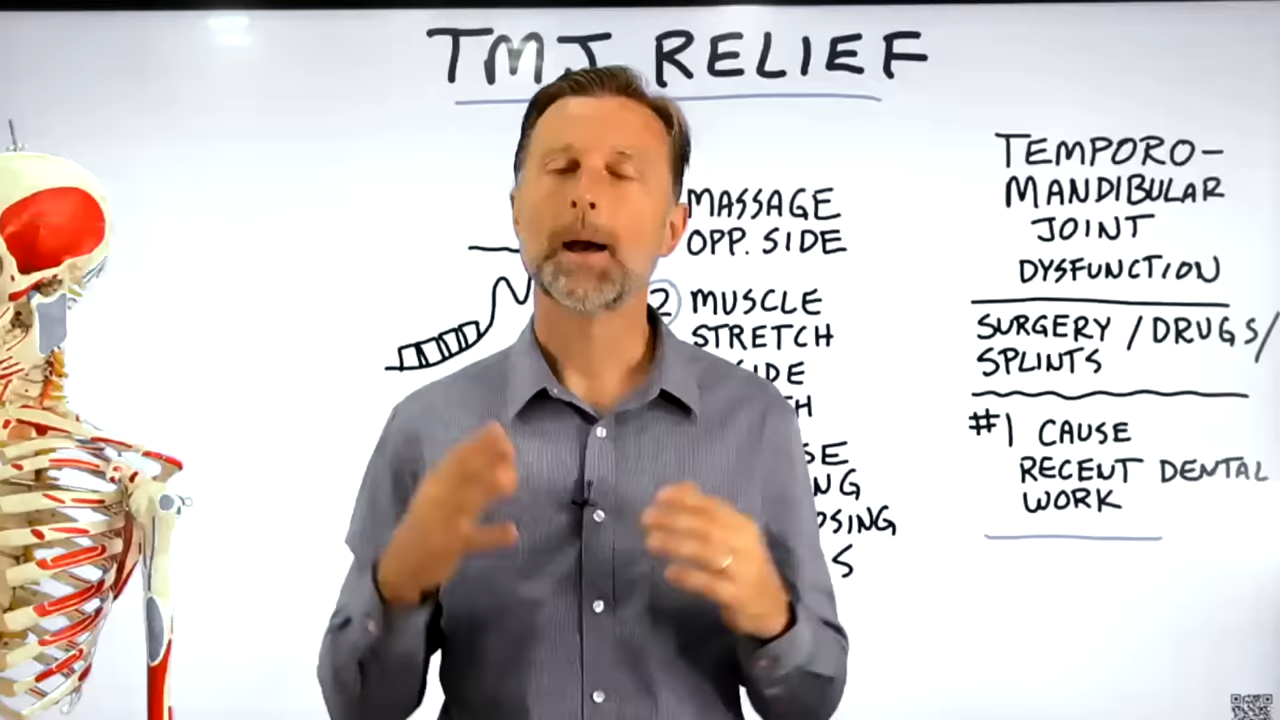 TMJ RELIEF
MASSAGE
OPP. SIDE
2 MUSCLE
STRETCH
TEMPORO-
MANDIBULAR
JOINT
DYSFUNCTION
SURGERY / DRUGS /
SPLINTS
#1 CAUSE
RECENT DENTAL
WORK